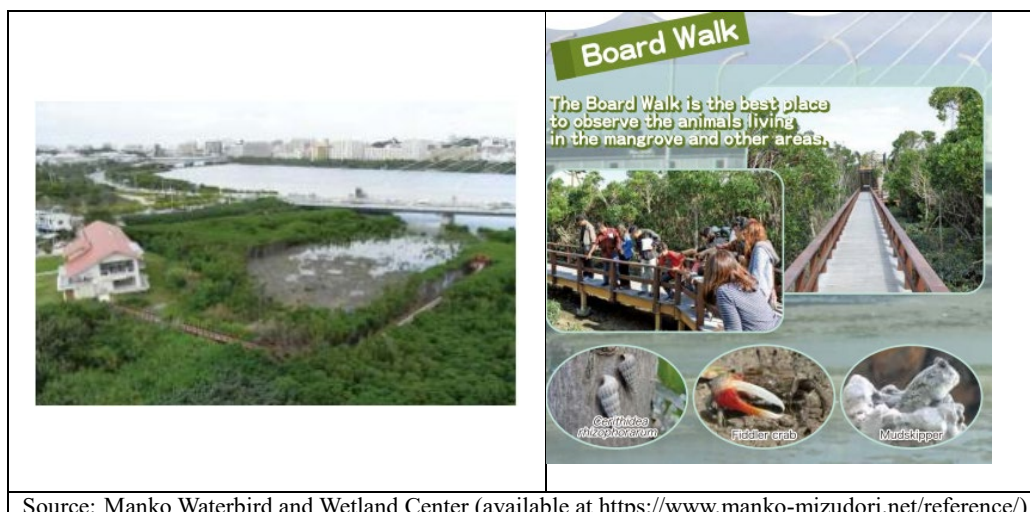 Board Walk
The Board Walk is the best place
to observe the animals living
in the mangrove and other areas.
Cerithidea
rhizophorarum
Fiddler crab
Mudskipper
Source: Manko Waterbird and Wetland Center (available at https://www.manko-mizudori.net/reference/)